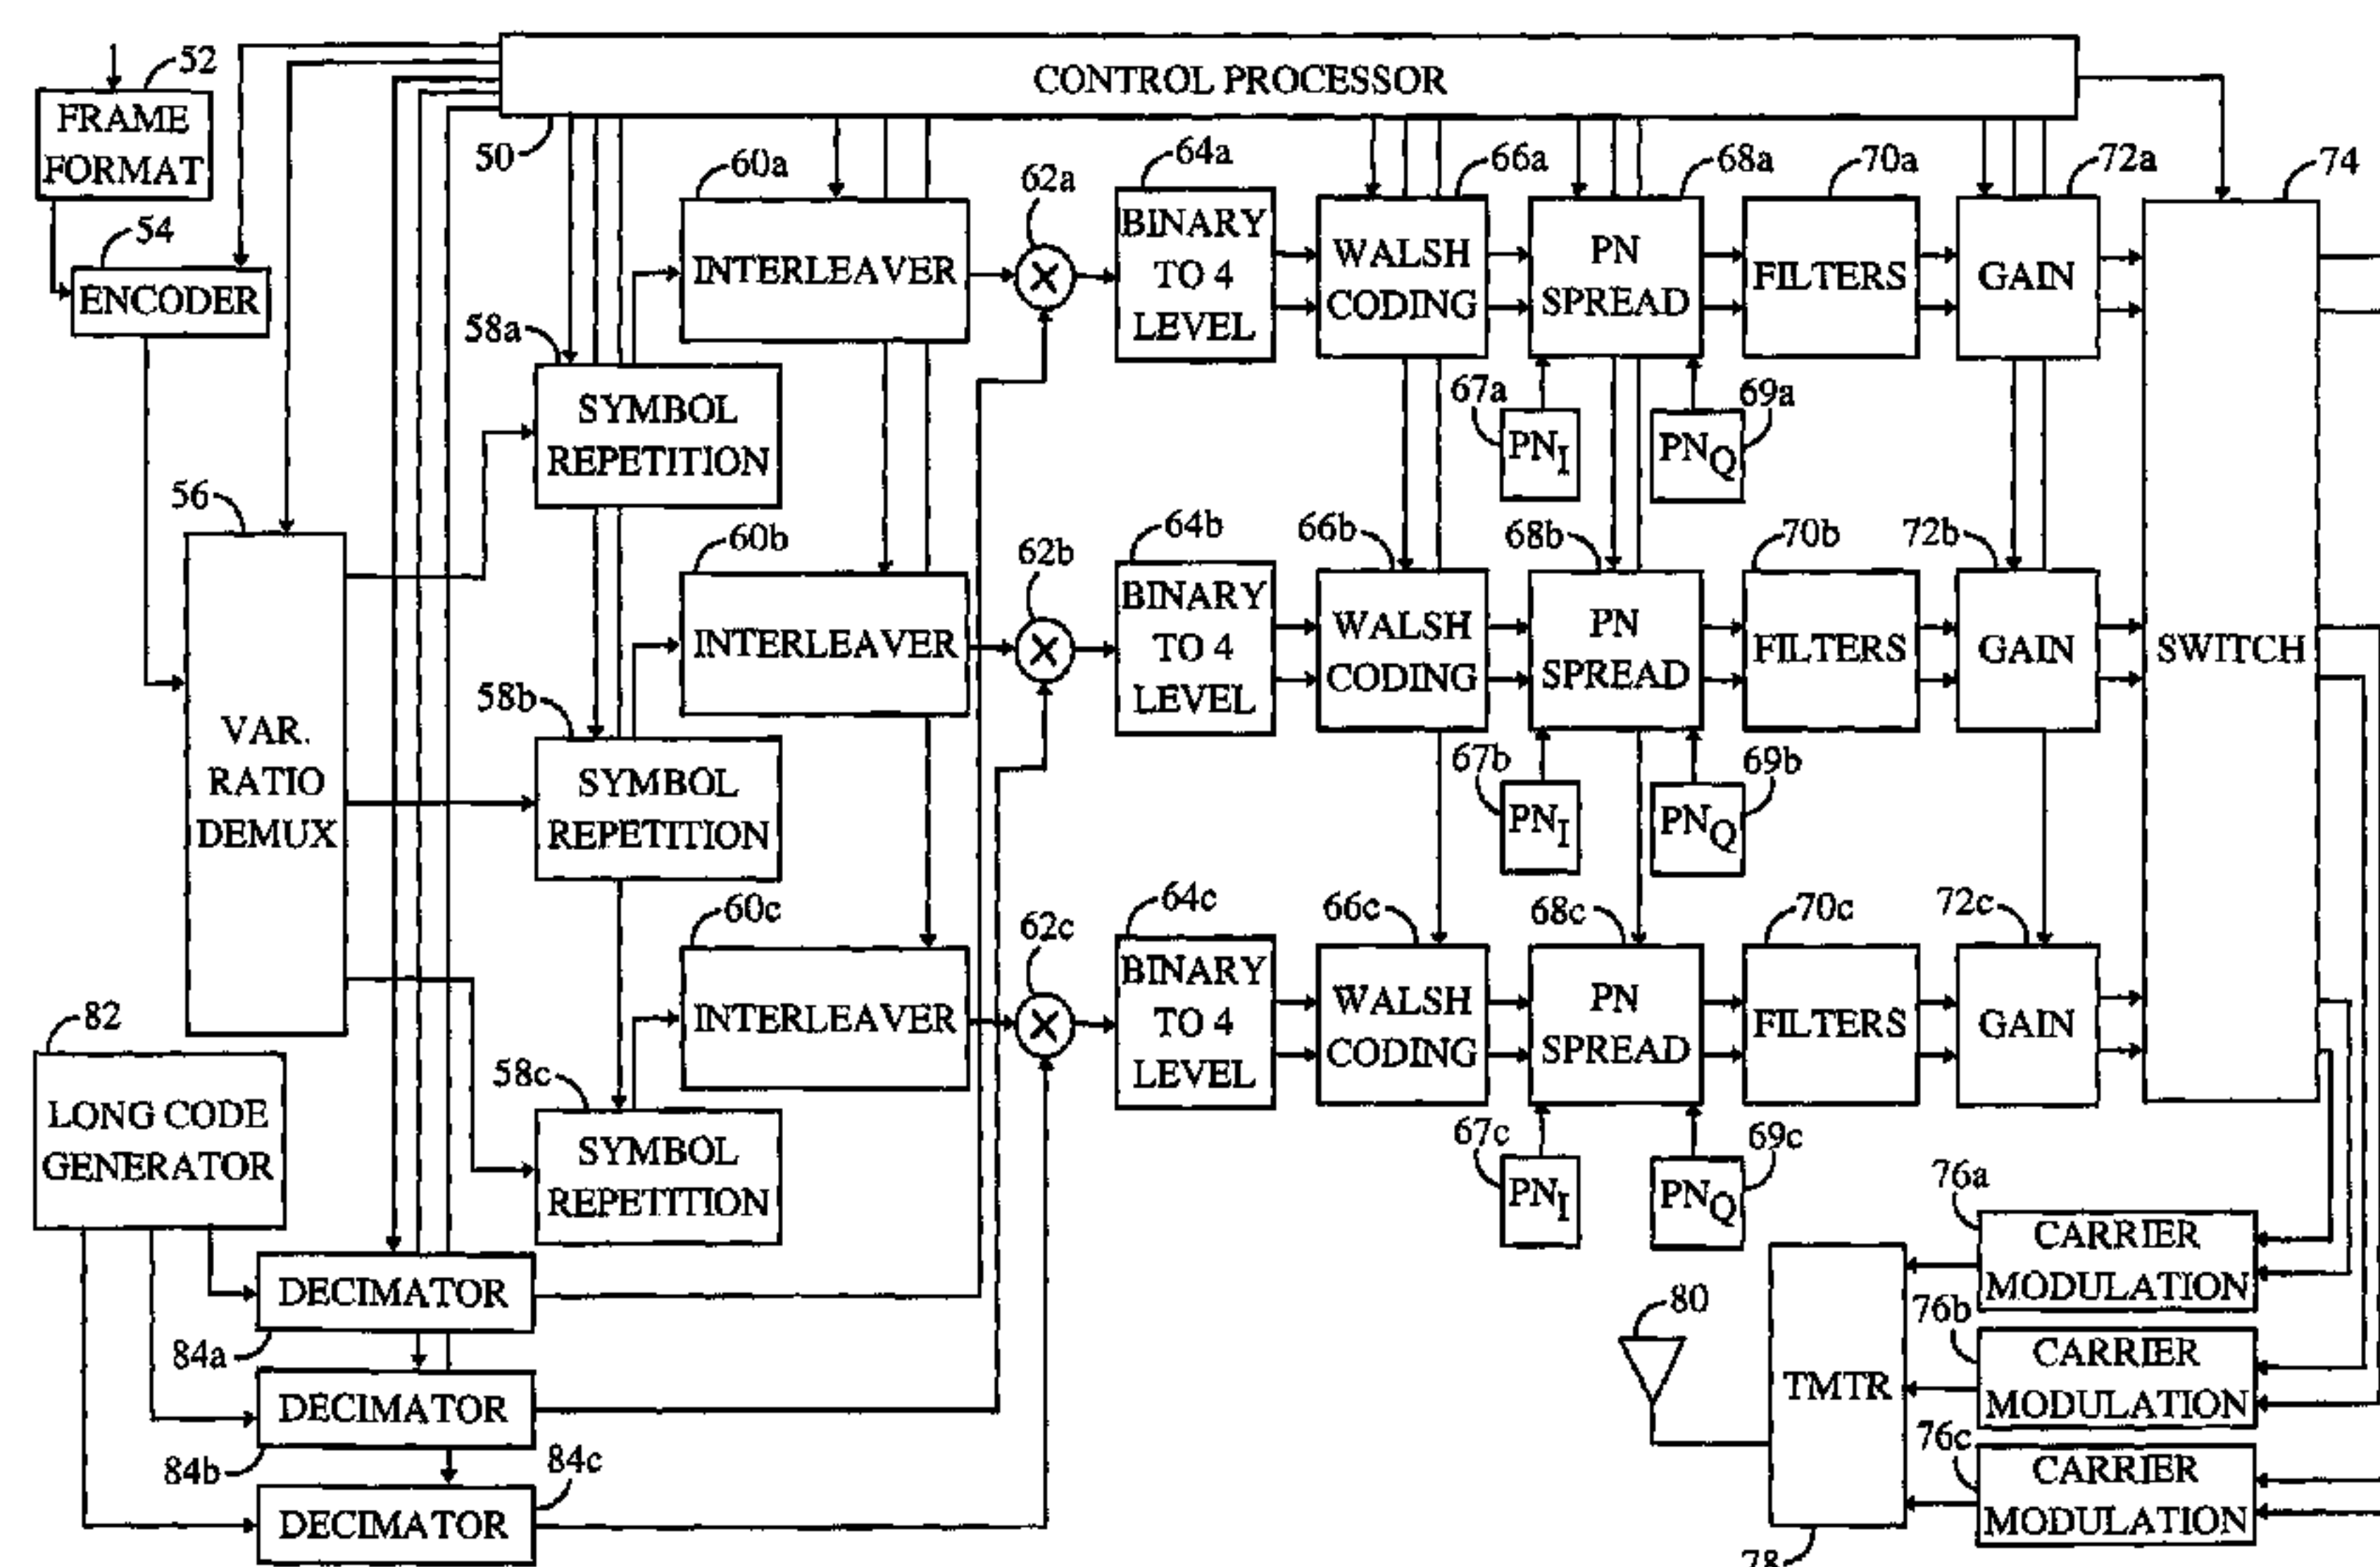 CONTROL PROCESSOR
50
52
FRAME
FORMAT
54
ENCODER
56
VAR.
RATIO
DEMUX
58a
SYMBOL
REPETITION
60a
INTERLEAVER
62a
64a
BINARY
TO 4
LEVEL
66a
WALSH
CODING
68a
PN
SPREAD
67a
PNI
69a
PNQ
70a
FILTERS
72a
GAIN
74
SWITCH
58b
SYMBOL
REPETITION
60b
INTERLEAVER
62b
64b
BINARY
TO 4
LEVEL
66b
WALSH
CODING
68b
PN
SPREAD
67b
PNI
69b
PNQ
70b
FILTERS
72b
GAIN
58c
SYMBOL
REPETITION
60c
INTERLEAVER
62c
64c
BINARY
TO 4
LEVEL
66c
WALSH
CODING
68c
PN
SPREAD
67c
PNI
69c
PNQ
70c
FILTERS
72c
GAIN
82
LONG CODE
GENERATOR
DECIMATOR
84a
DECIMATOR
84b
84c
DECIMATOR
76a
CARRIER
MODULATION
76b
CARRIER
MODULATION
76c
CARRIER
MODULATION
80
TMTR
78